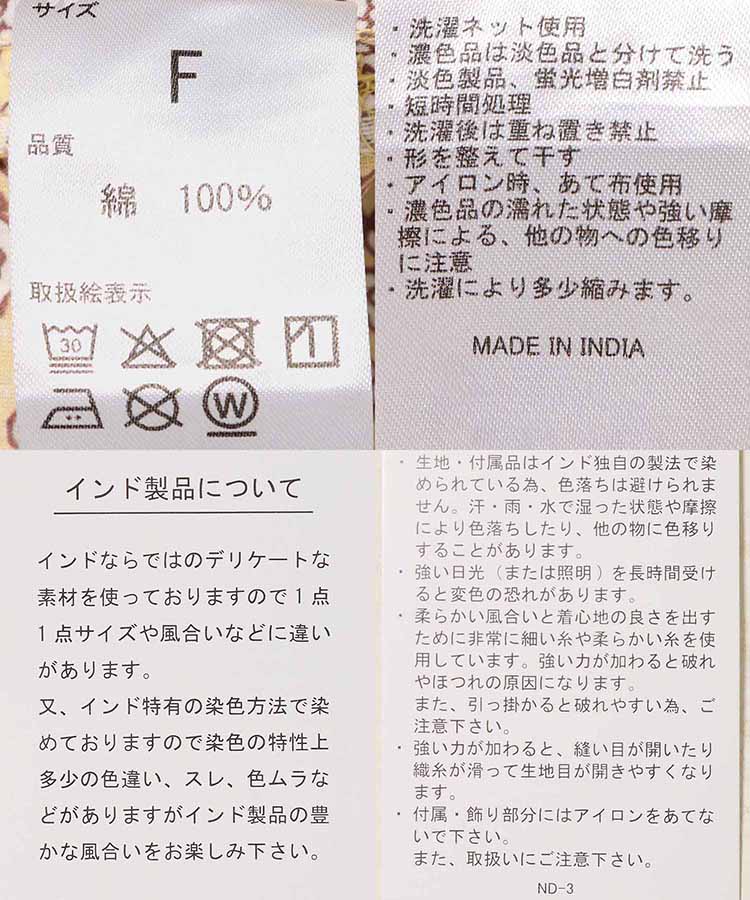 サイズ
F
品質
綿 100%
取扱絵表示
30
W
・洗濯ネット使用
・濃色品は淡色品と分けて洗う
・淡色製品、蛍光増白剤禁止
・短時間処理
・洗濯後は重ね置き禁止
・形を整えて干す
・アイロン時、あて布使用
・濃色品の濡れた状態や強い摩
擦による、他の物への色移り
に注意
・洗濯により多少縮みます。
MADE IN INDIA
インド製品について
インドならではのデリケートな
素材を使っておりますので1点
1点サイズや風合いなどに違い
があります。
又、インド特有の染色方法で染
めておりますので染色の特性上
多少の色違い、スレ、色ムラな
どがありますがインド製品の豊
かな風合いをお楽しみ下さい。
・生地・付属品はインド独自の製法で染
められている為、色落ちは避けられま
せん。汗・雨・水で湿った状態や摩擦
により色落ちしたり、他の物に色移り
することがあります。
・強い日光(または照明)を長時間受け
ると変色の恐れがあります。
・柔らかい風合いと着心地の良さを出す
ために非常に細い糸や柔らかい糸を使
用しています。強い力が加わると破れ
やほつれの原因になります。
また、引っ掛かると破れやすい為、ご
注意下さい。
・強い力が加わると、縫い目が開いたり
織糸が滑って生地目が開きやすくなり
ます。
・付属・飾り部分にはアイロンをあてな
いで下さい。
また、取扱いにご注意下さい。
ND-3